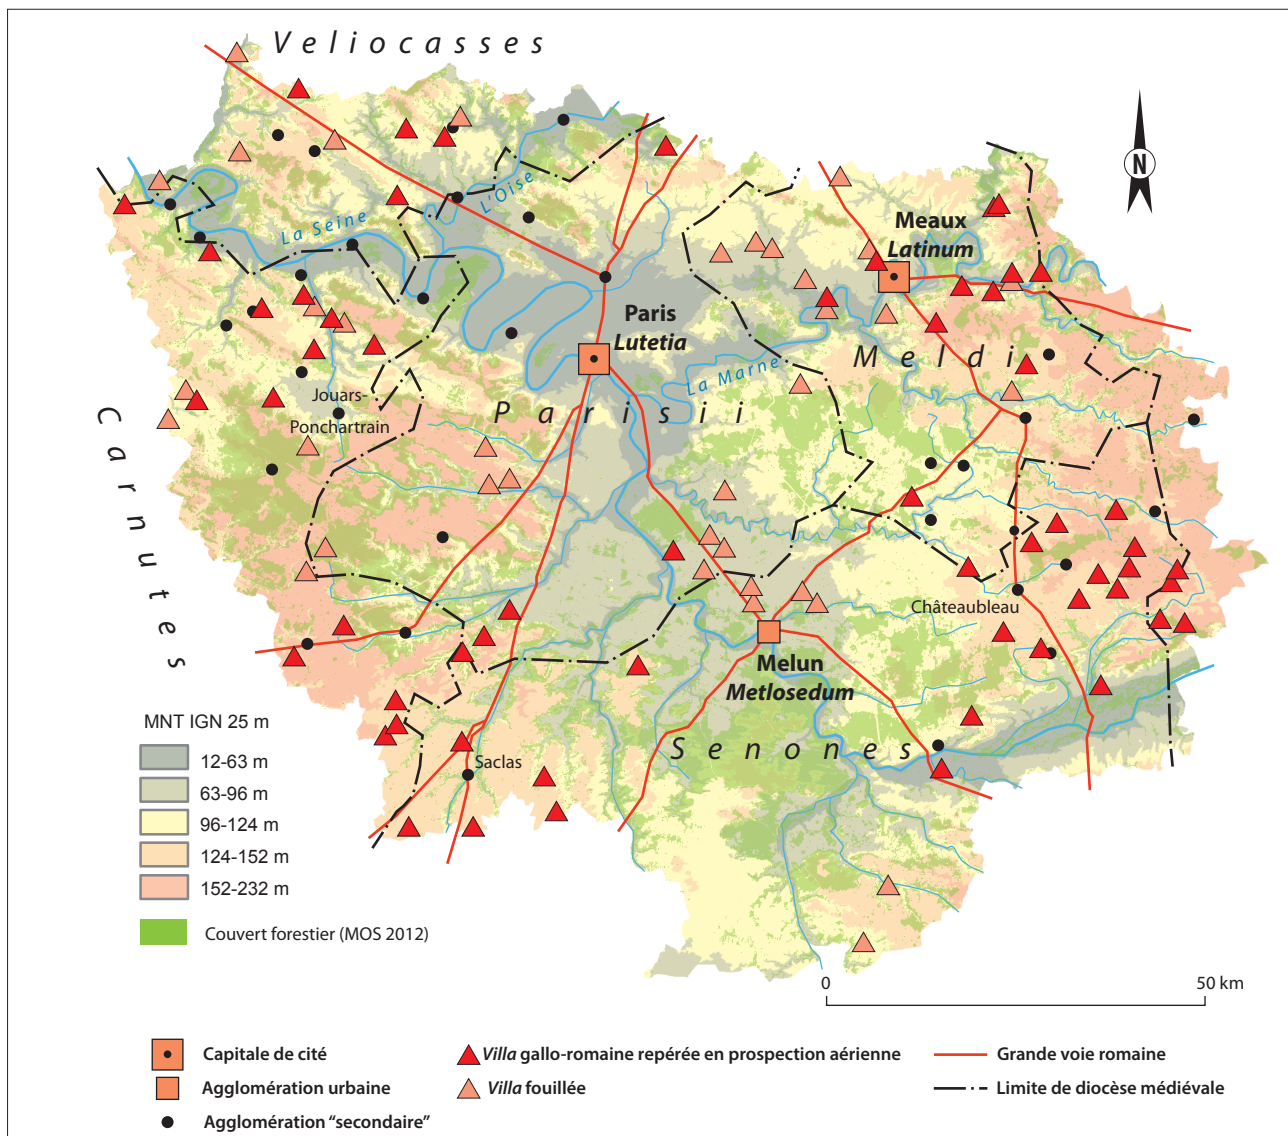 Veliocasses
N
L'Oise
La Seine
Meaux
Latinum
Paris
Lutetia
Meldi
La Marne
Parisii
Jouars-
Ponchartrain
Carnutes
Châteaubleau
Melun
Metlosedum
Senones
Saclas
MNT IGN 25 m
12-63 m
63-96 m
96-124 m
124-152 m
152-232 m
Couvert forestier (MOS 2012)
0 50 km
Capitale de cité
Agglomération urbaine
Agglomération “secondaire”
Villa gallo-romaine repérée en prospection aérienne
Villa fouillée
Grande voie romaine
Limite de diocèse médiévale